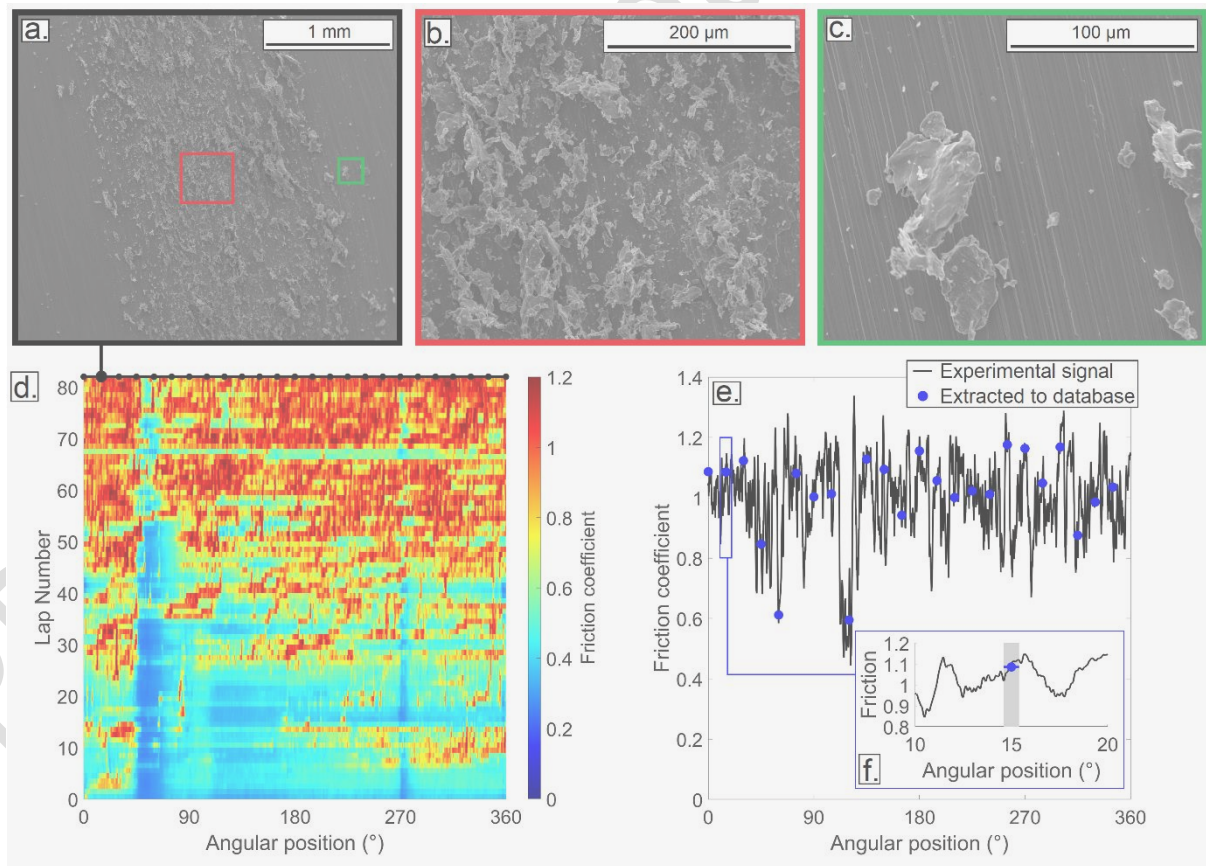 a.
1 mm
b.
200 µm
c.
100 µm
d.
80
70
60
50
40
30
20
10
0
Lap Number
0
90
180
270
360
Angular position (°)
1.2
1
0.8
0.6
0.4
0.2
0
Friction coefficient
e.
Experimental signal
Extracted to database
1.4
1.2
1
0.8
0.6
0.4
0.2
0
Friction coefficient
0
90
180
270
360
Angular position (°)
f.
1.2
1.1
1
0.9
0.8
Friction
10
15
20
Angular position (°)